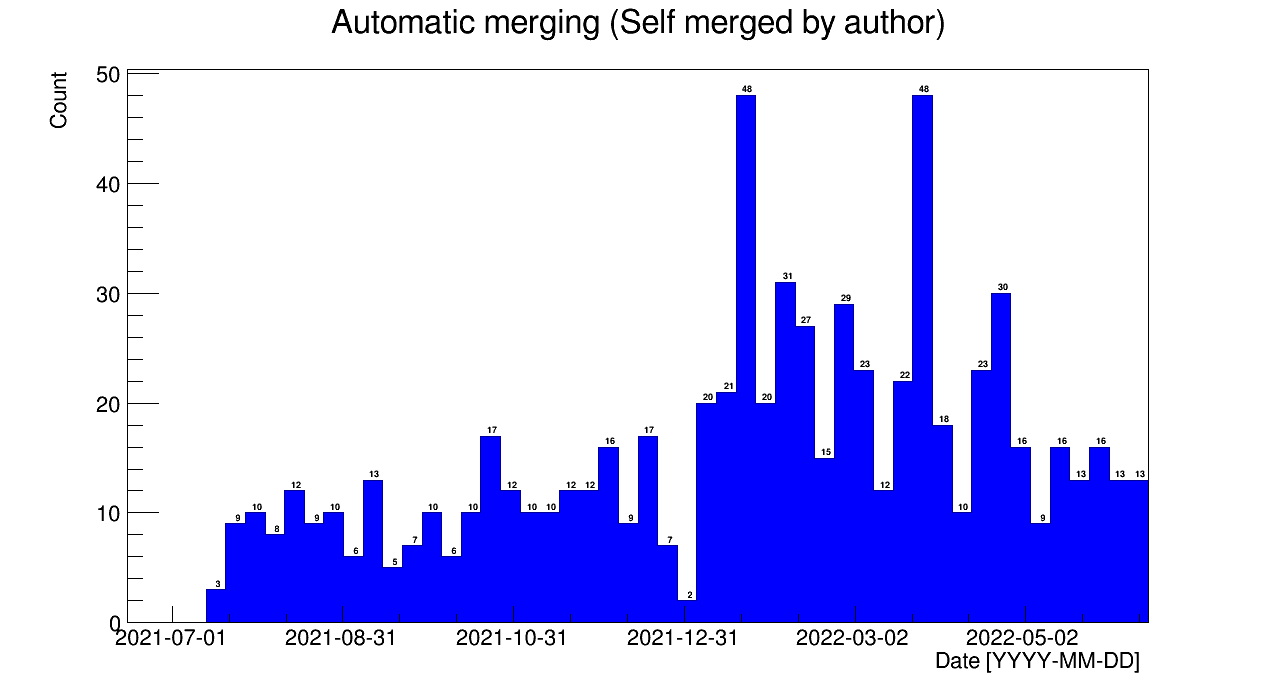 Automatic merging (Self merged by author)
Count
50
40
30
20
10
0
3 9 10 8 12 9 10 6 13 5 7 10 6 10 17 12 10 10 12 12 16 9 17 7 2 20 21 48 20 31 27 15 29 23 12 22 48 18 10 23 30 16 9 16 13 16 13 13
2021-07-01 2021-08-31 2021-10-31 2021-12-31 2022-03-02 2022-05-02
Date [YYYY-MM-DD]